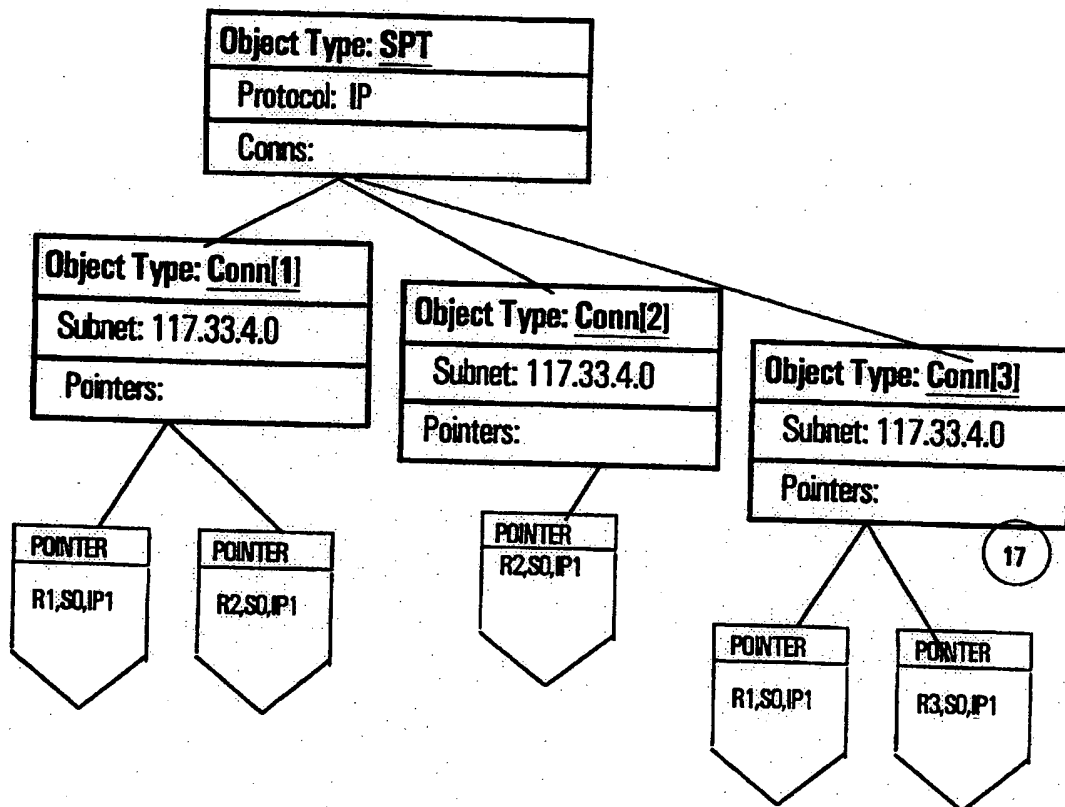 Object Type: SPT
Protocol: IP
Conns:
Object Type: Conn[1]
Subnet: 117.33.4.0
Pointers:
Object Type: Conn[2]
Subnet: 117.33.4.0
Pointers:
Object Type: Conn[3]
Subnet: 117.33.4.0
Pointers:
POINTER
R1,S0,IP1
POINTER
R2,S0,IP1
POINTER
R2,S0,IP1
17
POINTER
R1,S0,IP1
POINTER
R3,S0,IP1